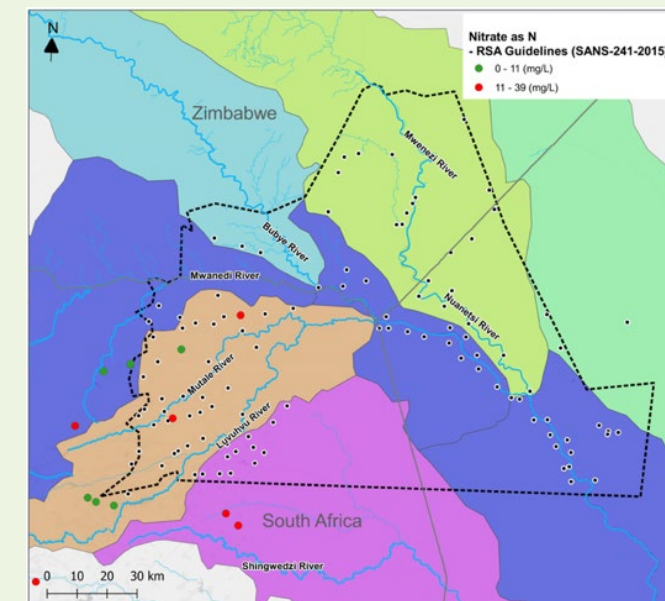 N
Nitrate as N
- RSA Guidelines (SANS-241-2015)
0 - 11 (mg/L)
11 - 39 (mg/L)
Zimbabwe
Mwenezi River
Bubye River
Mwanedi River
Nuanetsi River
Mutale River
Luvuhvu River
South Africa
Shingwedzi River
0 10 20 30 km